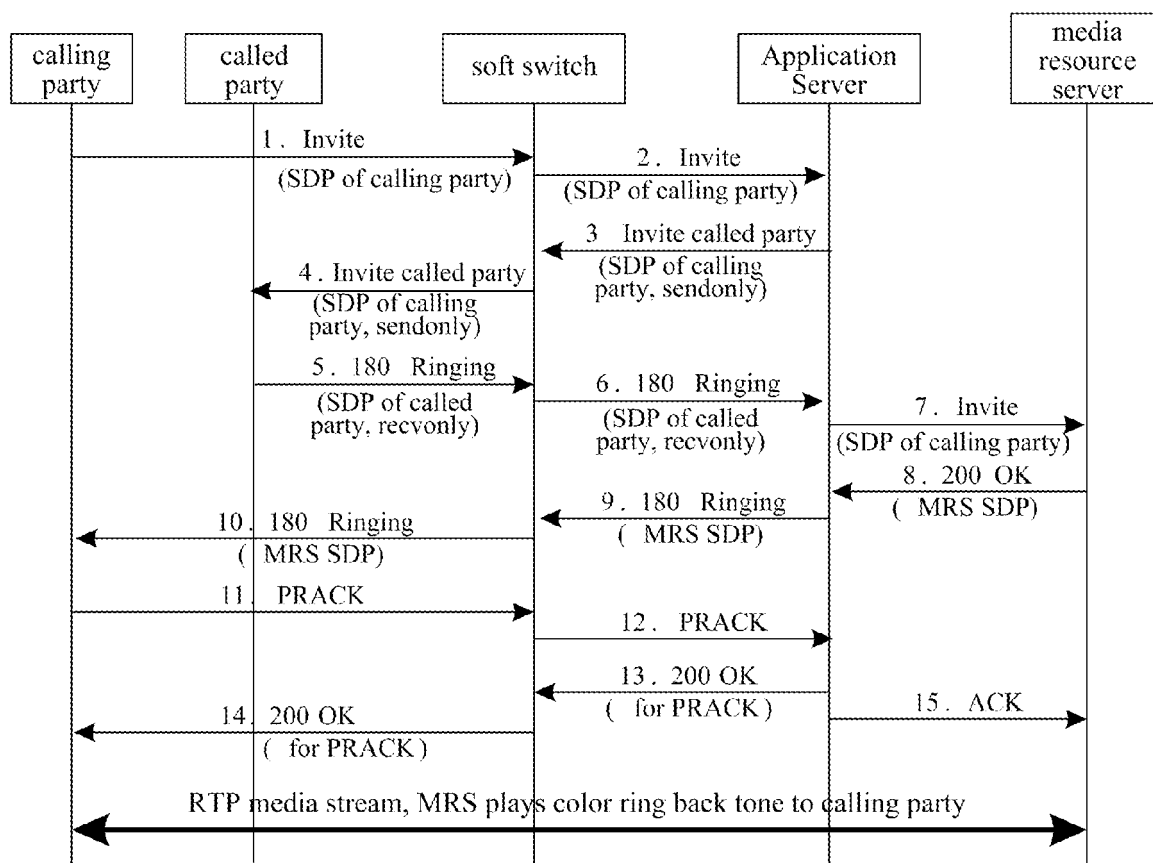 calling
party
called
party
soft switch
Application
Server
media
resource
server
1. Invite
(SDP of calling party)
2. Invite
(SDP of calling party)
3 Invite called party
(SDP of calling
party, sendonly)
4. Invite called party
(SDP of calling
party, sendonly)
5. 180 Ringing
(SDP of called
party, recvonly)
6. 180 Ringing
(SDP of called
party, recvonly)
7. Invite
(SDP of calling party)
8. 200 OK
( MRS SDP)
9. 180 Ringing
( MRS SDP)
10. 180 Ringing
( MRS SDP)
11. PRACK
12. PRACK
13. 200 OK
( for PRACK)
14. 200 OK
( for PRACK)
15. ACK
RTP media stream, MRS plays color ring back tone to calling party